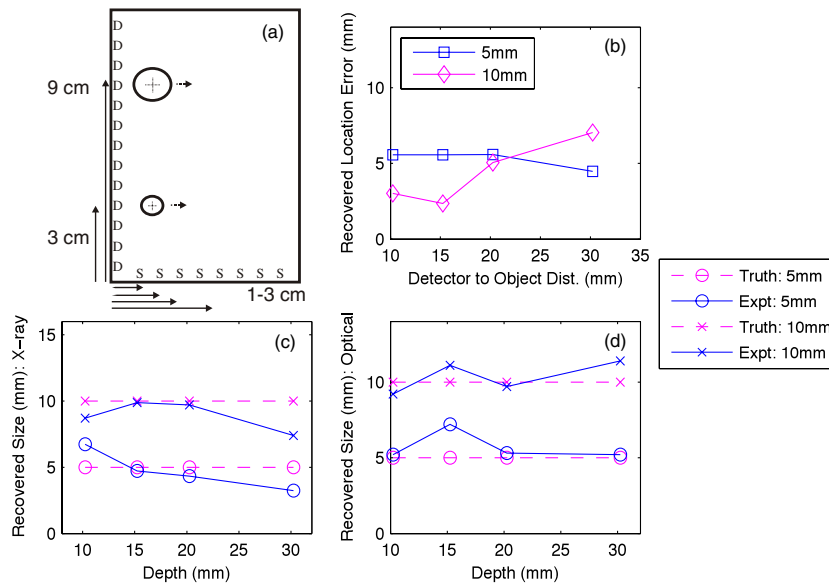 (a)
D
D
D
D
D
D
D
D
D
D
D
D
D
D
9 cm
3 cm
S S S S S S S S
1-3 cm
(b)
5mm
10mm
Recovered Location Error (mm)
10
5
0
10 15 20 25 30 35
Detector to Object Dist. (mm)
Truth: 5mm
Expt: 5mm
Truth: 10mm
Expt: 10mm
(c)
Recovered Size (mm): X-ray
15
10
5
0
10 15 20 25 30
Depth (mm)
(d)
Recovered Size (mm): Optical
10
5
0
10 15 20 25 30
Depth (mm)